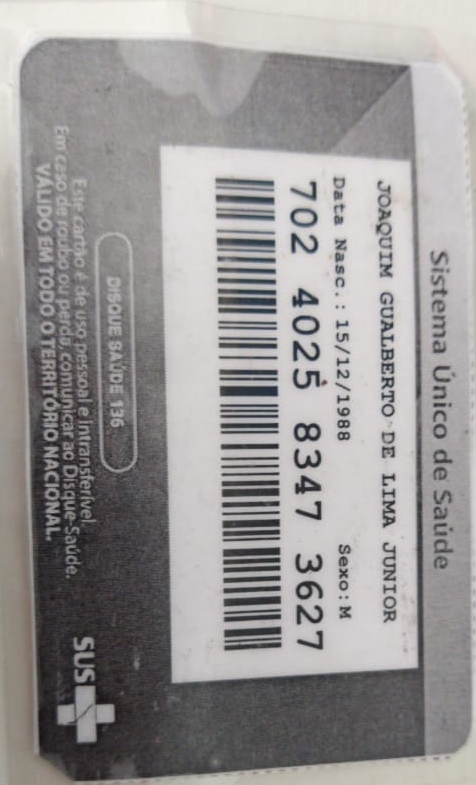 Sistema Único de Saúde
JOAQUIM GUALBERTO DE LIMA JUNIOR
Data Nasc.: 15/12/1988 Sexo: M
702 4025 8347 3627
DISQUE SAÚDE 136
Este cartão é de uso pessoal e intransferível.
Em caso de roubo ou perda, comunicar ao Disque-Saúde.
VÁLIDO EM TODO O TERRITÓRIO NACIONAL.
SUS